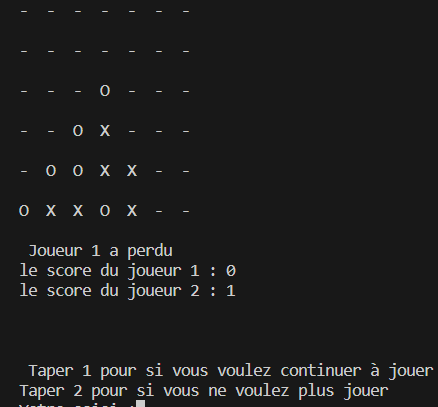 - - - - - - -
- - - - - - -
- - - O - - -
- - O X - - -
- O O X X - -
O X X O X - -
Joueur 1 a perdu
le score du joueur 1 : 0
le score du joueur 2 : 1
Taper 1 pour si vous voulez continuer à jouer
Taper 2 pour si vous ne voulez plus jouer